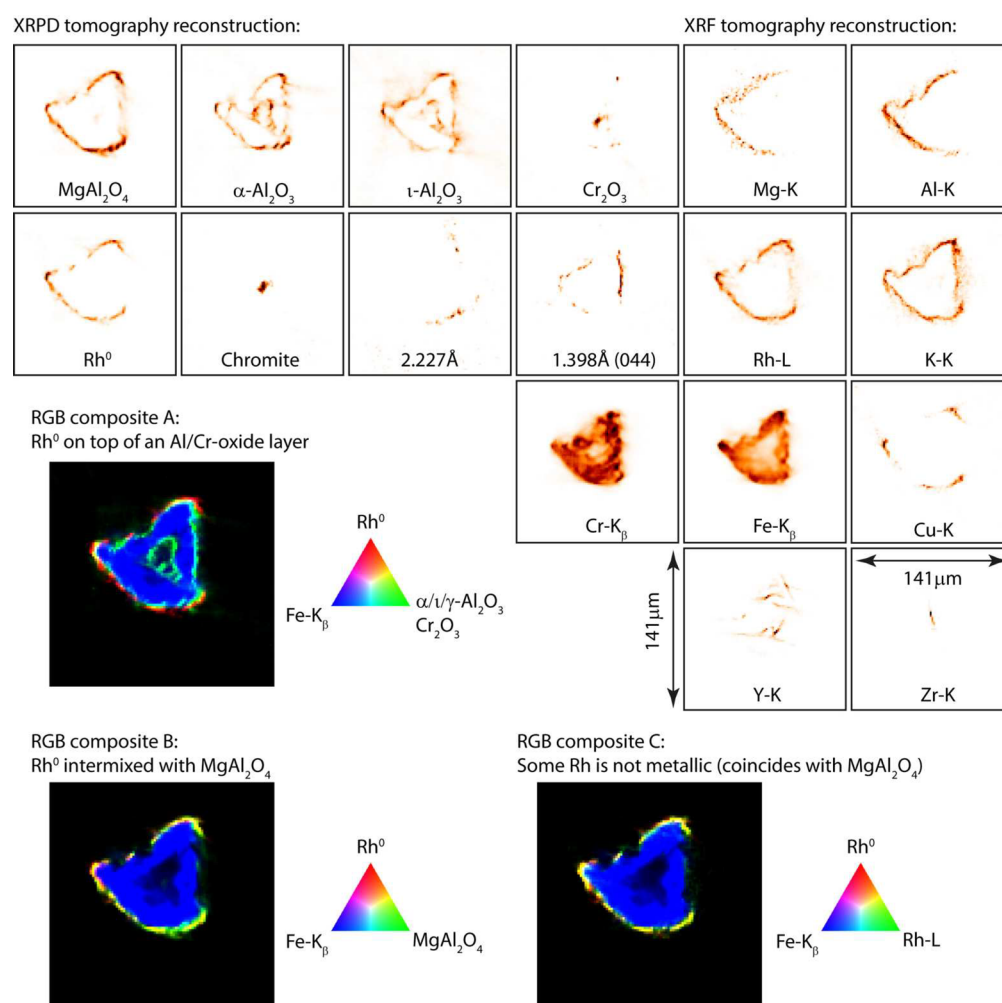 XRPD tomography reconstruction:
XRF tomography reconstruction:
MgAl₂O₄
α-Al₂O₃
ι-Al₂O₃
Cr₂O₃
Mg-K
Al-K
Rh⁰
Chromite
2.227Å
1.398Å (044)
Rh-L
K-K
Cr-Kᵦ
Fe-Kᵦ
Cu-K
141μm
141μm
Y-K
Zr-K
RGB composite A:
Rh⁰ on top of an Al/Cr-oxide layer
Rh⁰
Fe-Kᵦ
α/ι/γ-Al₂O₃
Cr₂O₃
RGB composite B:
Rh⁰ intermixed with MgAl₂O₄
Rh⁰
Fe-Kᵦ
MgAl₂O₄
RGB composite C:
Some Rh is not metallic (coincides with MgAl₂O₄)
Rh⁰
Fe-Kᵦ
Rh-L